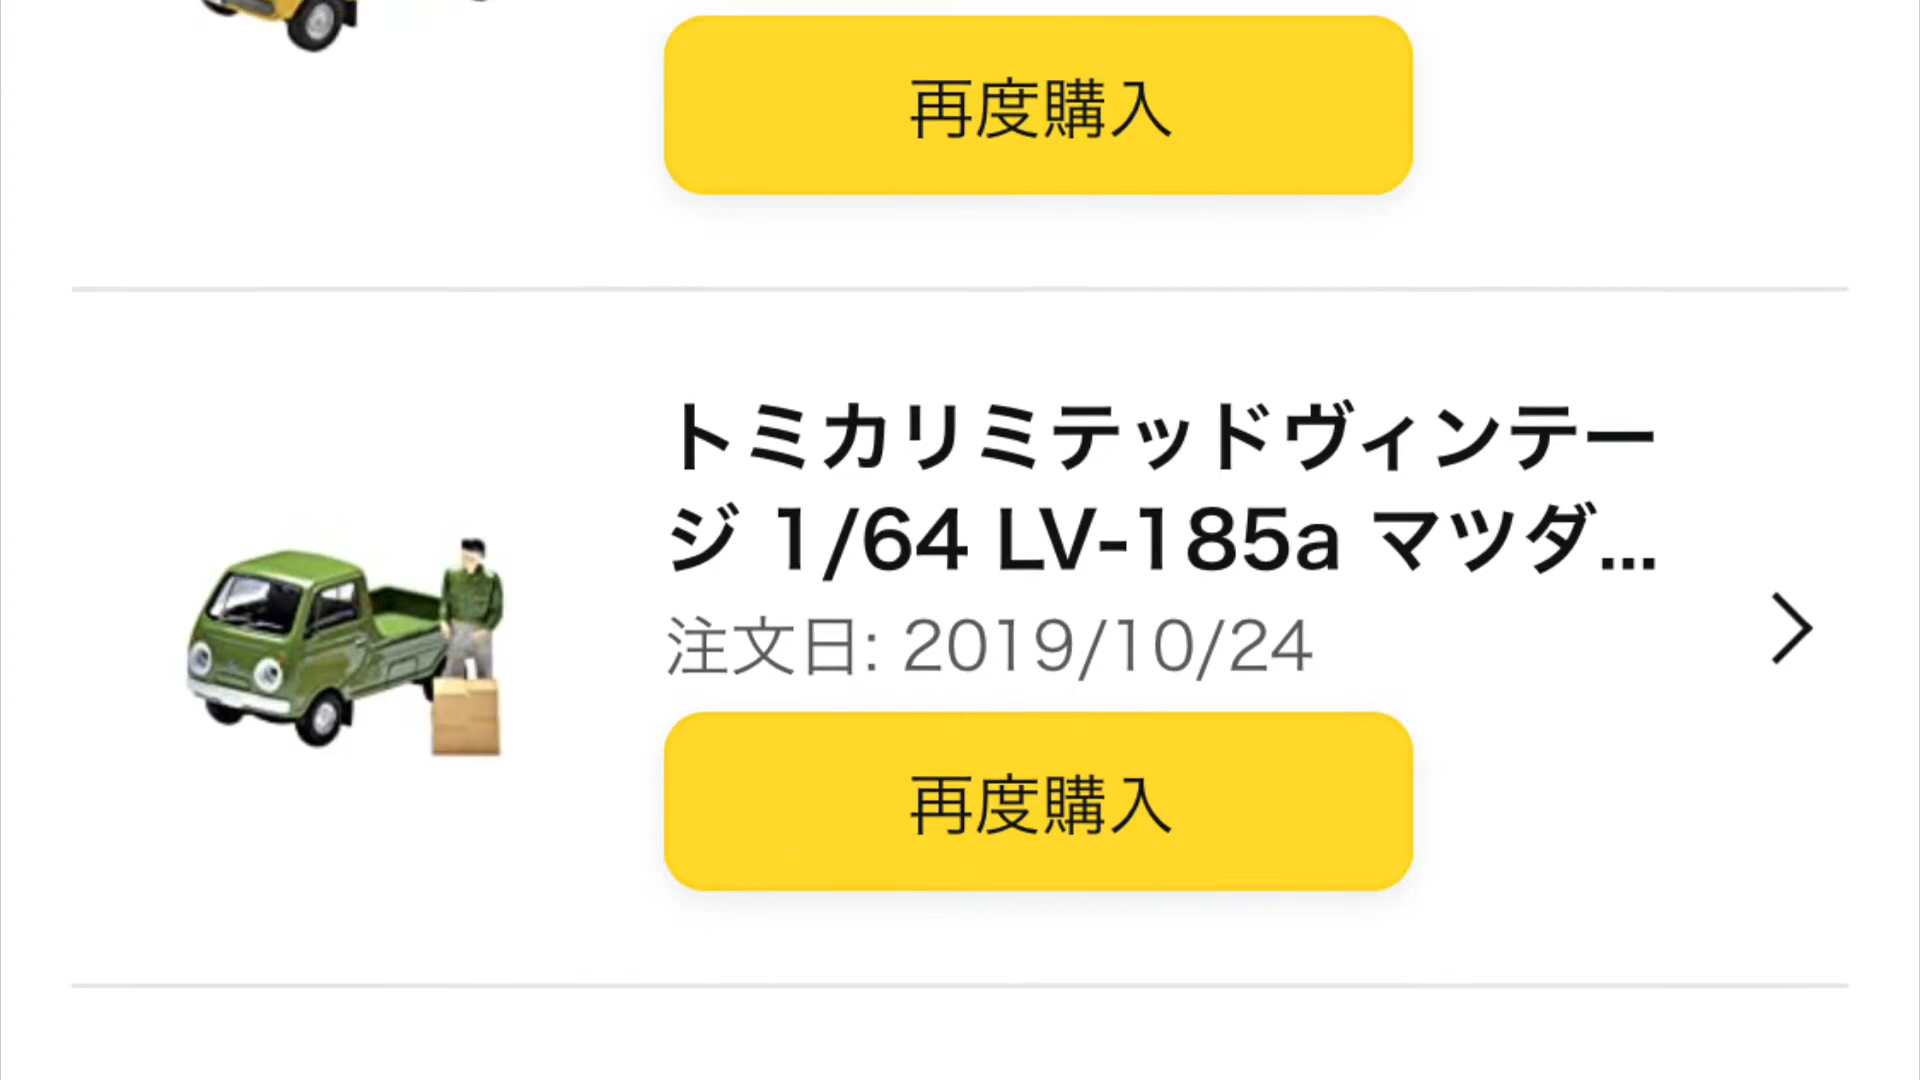 再度購入
トミカリミテッドヴィンテー
ジ 1/64 LV-185a マツダ...
注文日: 2019/10/24
再度購入